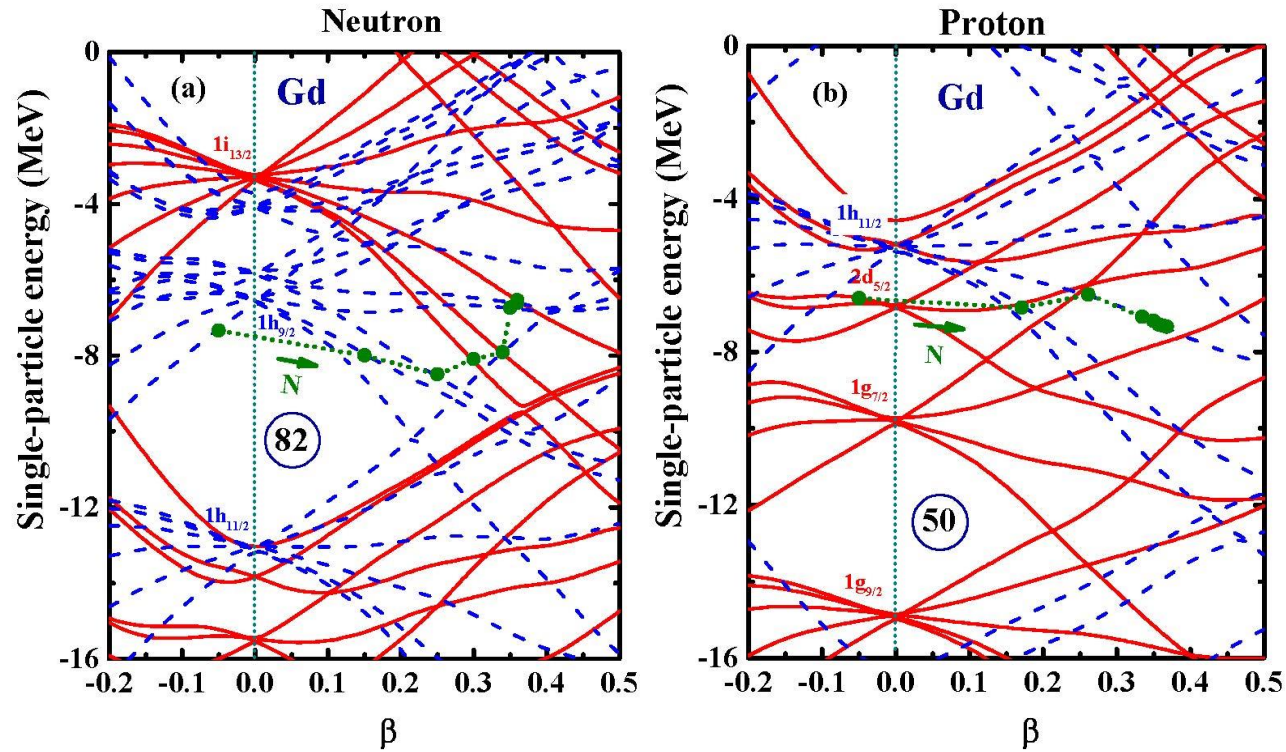 Neutron
Proton
Single-particle energy (MeV)
0
-4
-8
-12
-16
(a)
Gd
1i13/2
1h9/2
N
82
1h11/2
-0.2 -0.1 0.0 0.1 0.2 0.3 0.4 0.5
β
Single-particle energy (MeV)
0
-4
-8
-12
-16
(b)
Gd
1h11/2
2d5/2
N
1g7/2
50
1g9/2
-0.2 -0.1 0.0 0.1 0.2 0.3 0.4 0.5
β